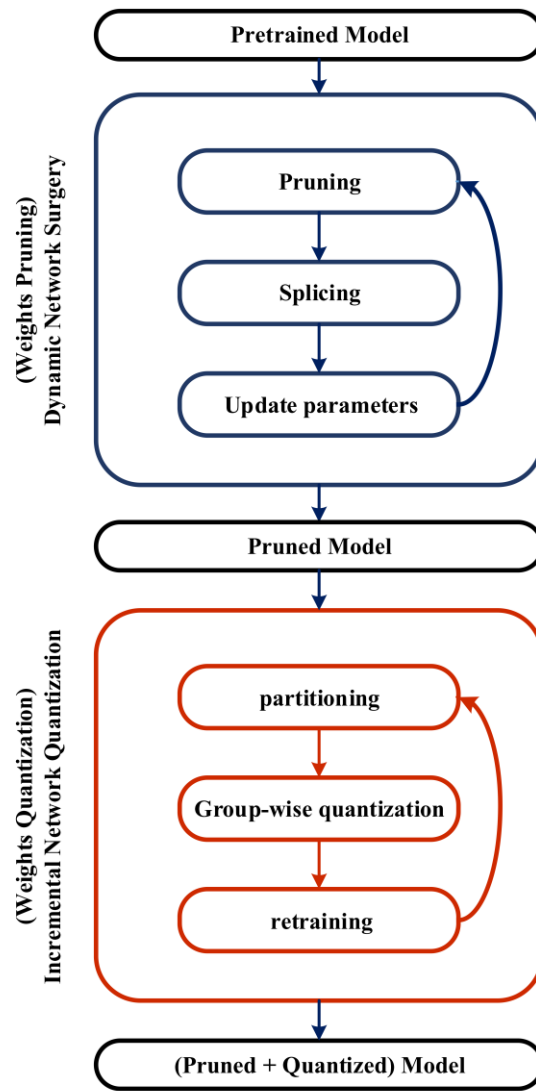 Pretrained Model
(Weights Pruning)
Dynamic Network Surgery
Pruning
Splicing
Update parameters
Pruned Model
(Weights Quantization)
Incremental Network Quantization
partitioning
Group-wise quantization
retraining
(Pruned + Quantized) Model